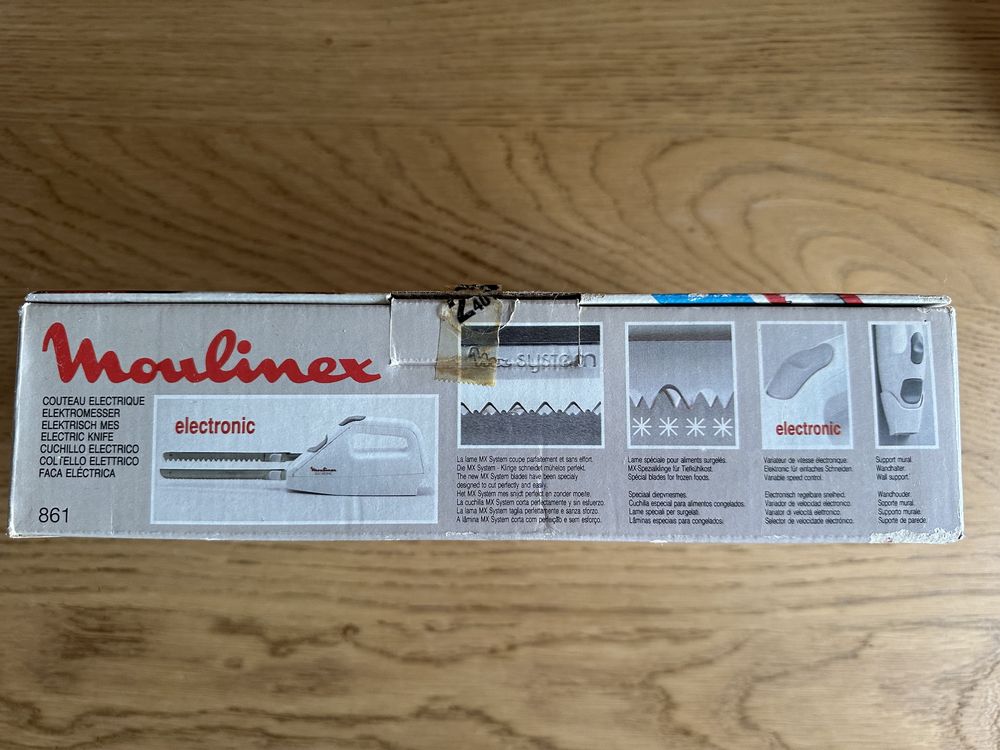 Moulinex
COUTEAU ELECTRIQUE
ELEKTROMESSER
ELEKTRISCH MES
ELECTRIC KNIFE
CUCHILLO ELECTRICO
COLTELLO ELETTRICO
FACA ELÉCTRICA
861
electronic
Moulinex
system
La lame MX System coupe parfaitement et sans effort.
Die MX System - Klinge schneidet mühelos perfekt.
The new MX System blades have been specialy
designed to cut perfectly and easily.
Het MX System mes snijdt perfekt en zonder moeite.
La cuchilla MX System corta perfectamente y sin esfuerzo.
La lama MX System taglia perfettamente e sanza sforzo.
A lâmina MX System corta com perfeição e sem esforço.
Lame spéciale pour aliments surgelés.
MX-Spezialklinge für Tiefkühlkost.
Spécial blades for frozen foods.
Speciaal diepvriesmes.
Cuchilla especial para alimentos congelados.
Lame speciali per surgelati.
Lâminas especiais para congelados.
electronic
Variateur de vitesse électronique.
Elektronic für einfaches Schneiden.
Variable speed control.
Electronisch regelbare snelheid.
Variador de velocidad electrónico.
Variator di velocità elettronico.
Selector de velocidade electrónico.
Support mural.
Wandhalter.
Wall support.
Wandhouder.
Soporte mural.
Supporto murale.
Suporte de parede.